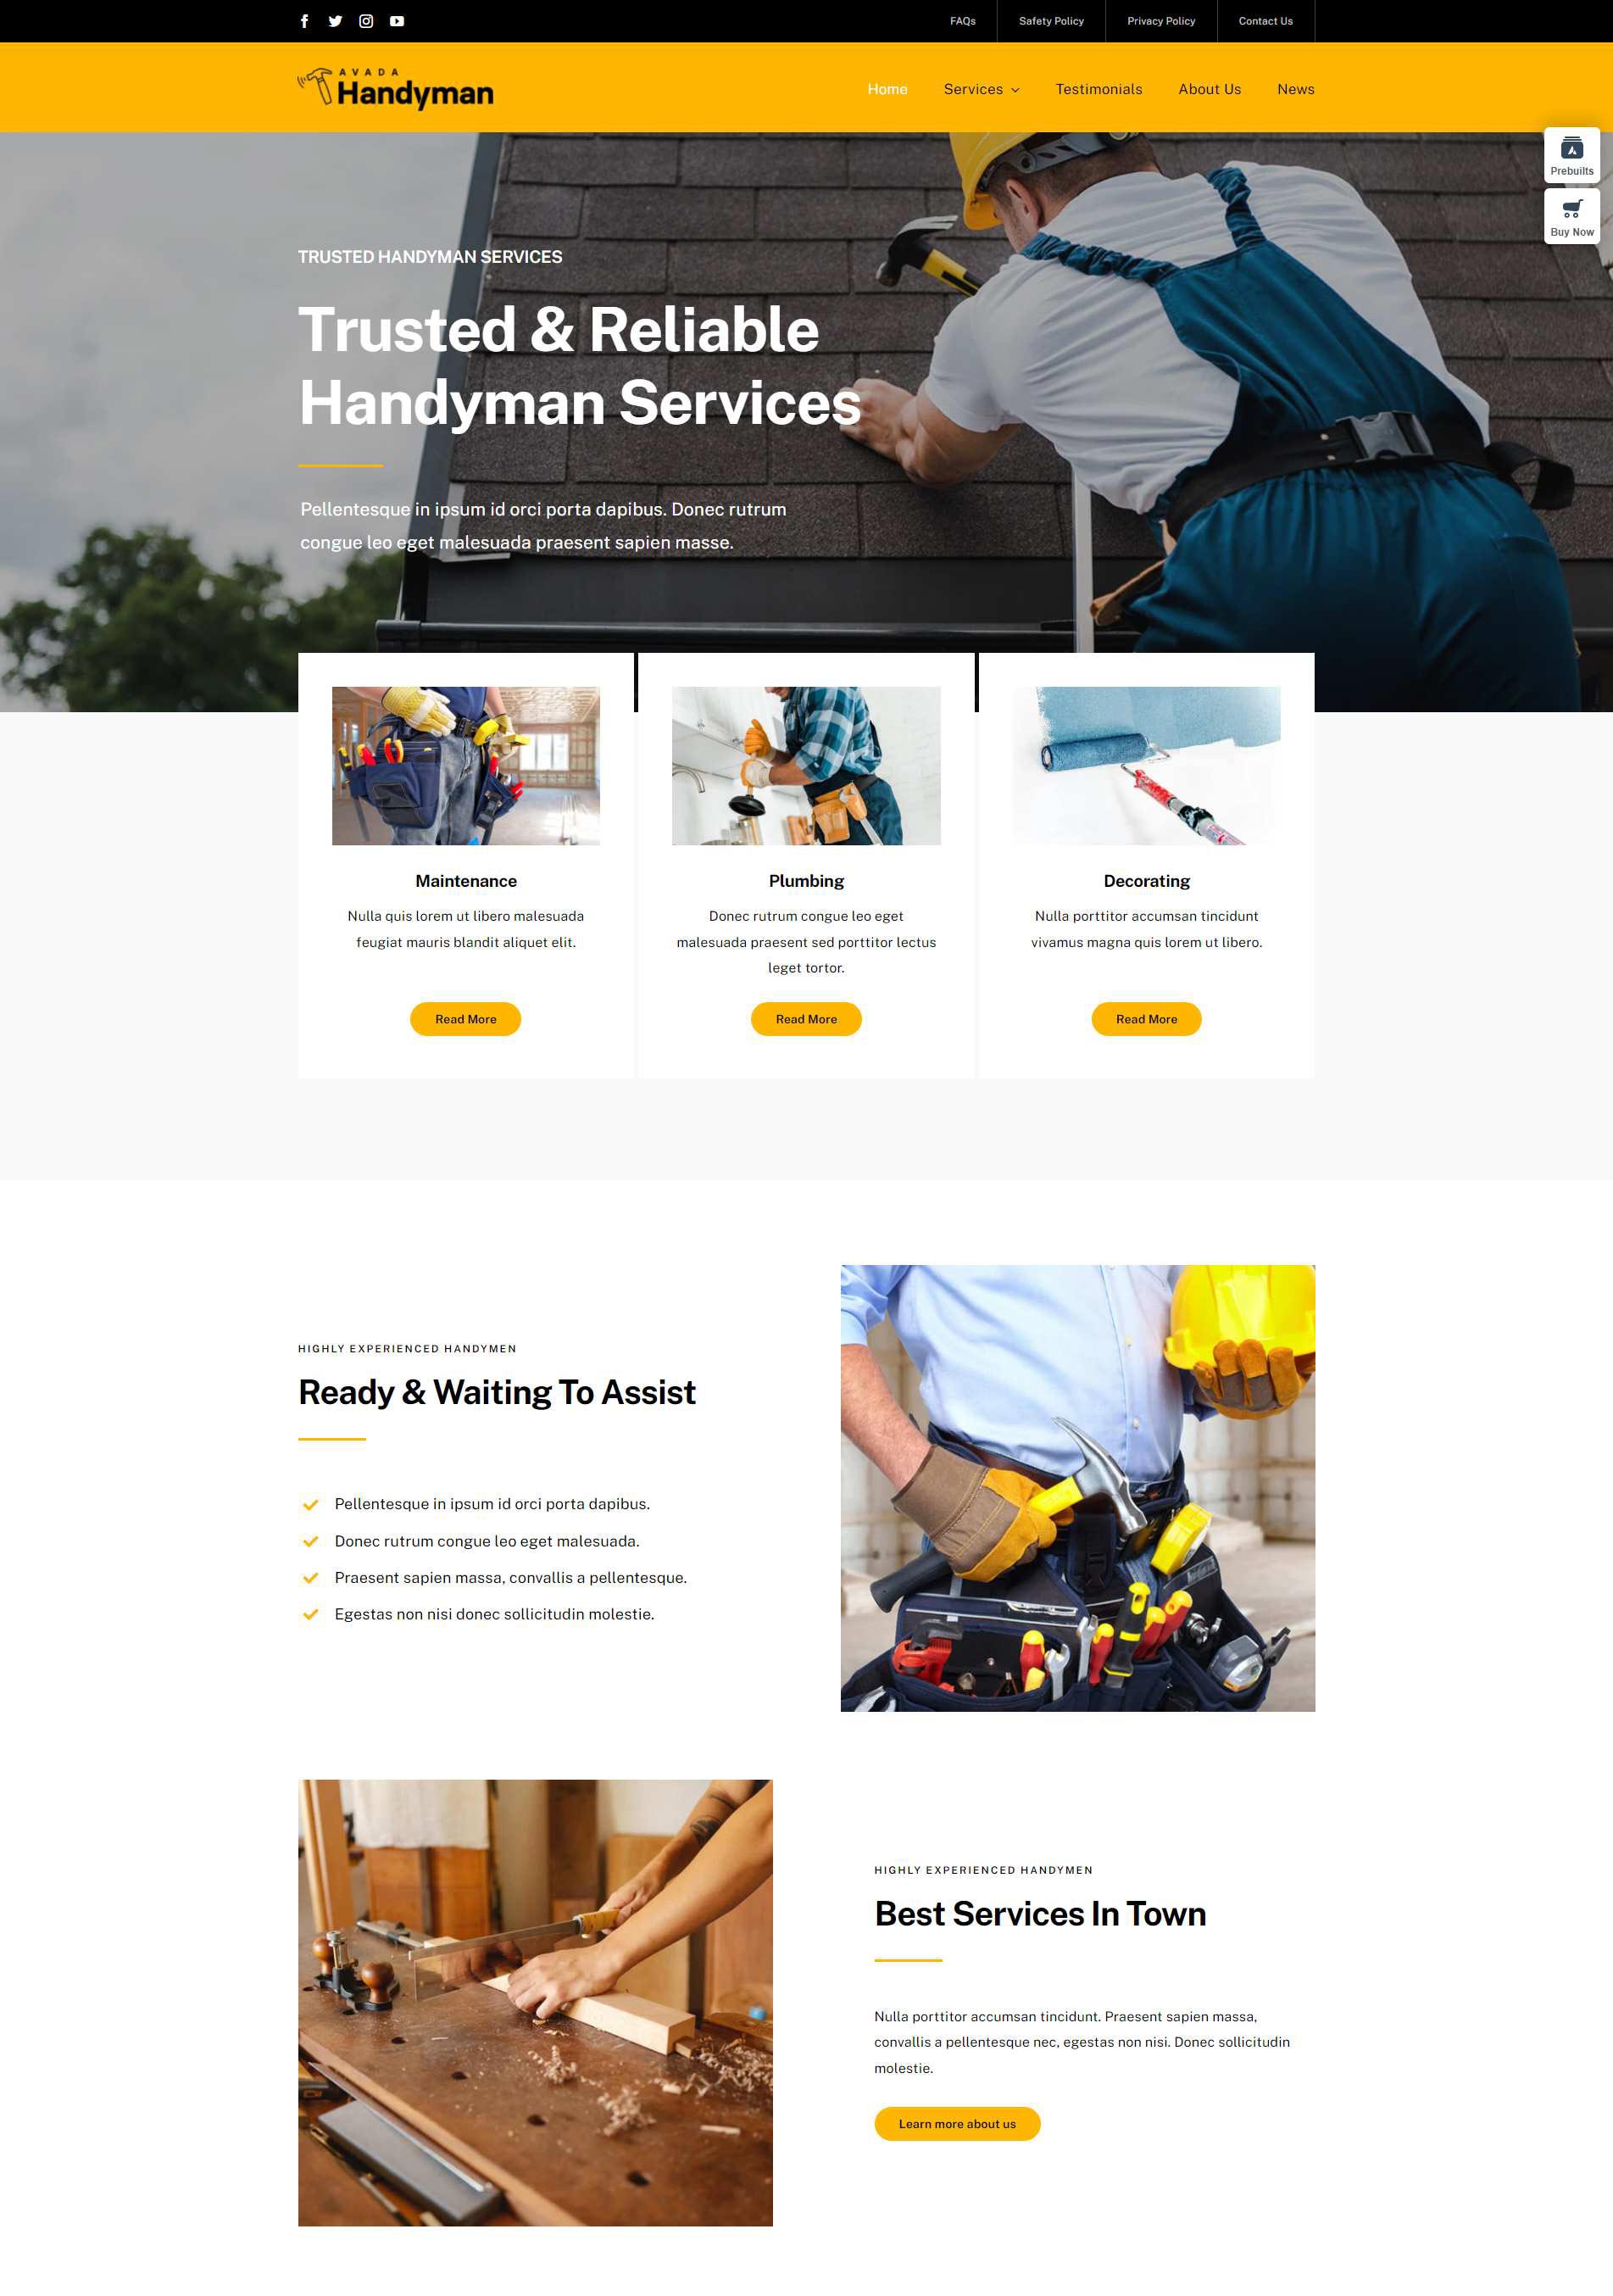 FAQs
Safety Policy
Privacy Policy
Contact Us
AVADA
Handyman
Home
Services
Testimonials
About Us
News
Prebuilts
Buy Now
TRUSTED HANDYMAN SERVICES
Trusted & Reliable
Handyman Services
Pellentesque in ipsum id orci porta dapibus. Donec rutrum
congue leo eget malesuada praesent sapien masse.
Maintenance
Nulla quis lorem ut libero malesuada
feugiat mauris blandit aliquet elit.
Read More
Plumbing
Donec rutrum congue leo eget
malesuada praesent sed porttitor lectus
leget tortor.
Read More
Decorating
Nulla porttitor accumsan tincidunt
vivamus magna quis lorem ut libero.
Read More
HIGHLY EXPERIENCED HANDYMEN
Ready & Waiting To Assist
Pellentesque in ipsum id orci porta dapibus.
Donec rutrum congue leo eget malesuada.
Praesent sapien massa, convallis a pellentesque.
Egestas non nisi donec sollicitudin molestie.
HIGHLY EXPERIENCED HANDYMEN
Best Services In Town
Nulla porttitor accumsan tincidunt. Praesent sapien massa,
convallis a pellentesque nec, egestas non nisi. Donec sollicitudin
molestie.
Learn more about us